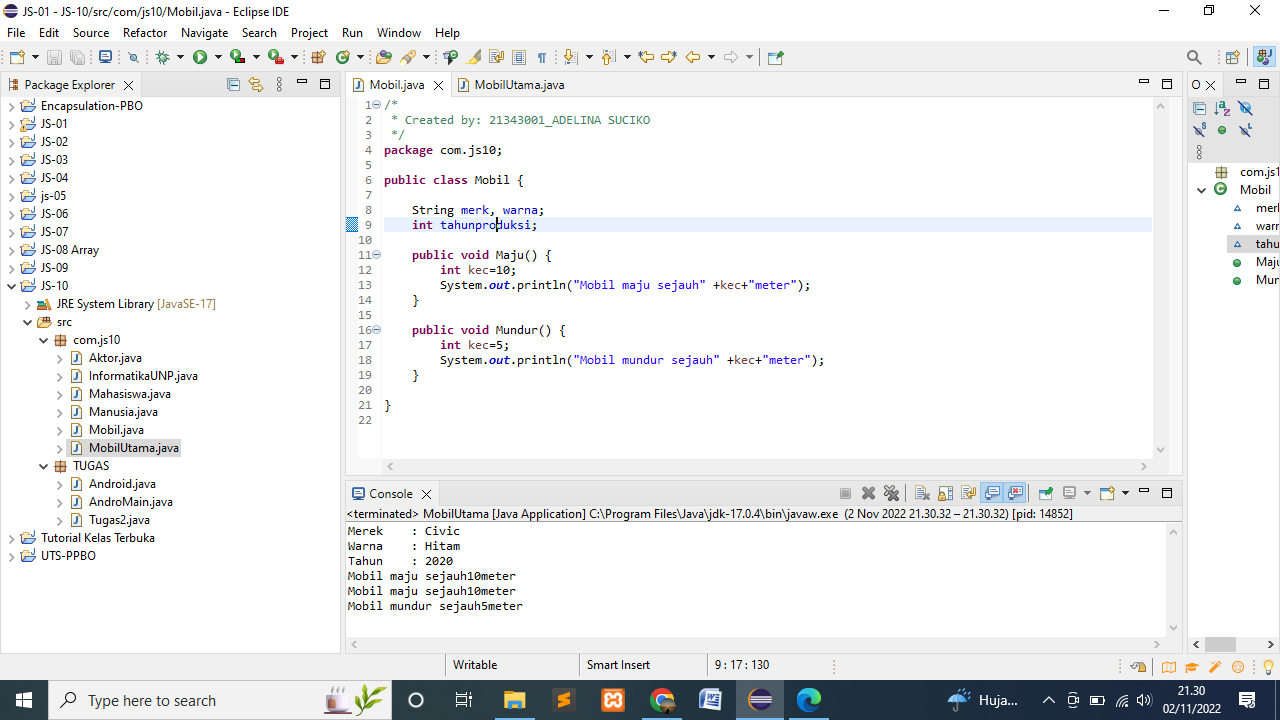 JS-01 - JS-10/src/com/js10/Mobil.java - Eclipse IDE
File Edit Source Refactor Navigate Search Project Run Window Help
Package Explorer
Encapsulation-PBO
JS-01
JS-02
JS-03
JS-04
js-05
JS-06
JS-07
JS-08 Array
JS-09
JS-10
JRE System Library [JavaSE-17]
src
com.js10
Aktor.java
InformatikaUNP.java
Mahasiswa.java
Manusia.java
Mobil.java
MobilUtama.java
TUGAS
Android.java
AndroMain.java
Tugas2.java
Tutorial Kelas Terbuka
UTS-PPBO
Mobil.java MobilUtama.java
1 /*
2  * Created by: 21343001_ADELINA SUCIKO
3  */
4 package com.js10;
5
6 public class Mobil {
7
8     String merk, warna;
9     int tahunproduksi;
10
11     public void Maju() {
12         int kec=10;
13         System.out.println("Mobil maju sejauh" +kec+"meter");
14     }
15
16     public void Mundur() {
17         int kec=5;
18         System.out.println("Mobil mundur sejauh" +kec+"meter");
19     }
20
21 }
22
O
com.js1
Mobil
merl
warn
tahu
Maju
Mun
Console
<terminated> MobilUtama [Java Application] C:\Program Files\Java\jdk-17.0.4\bin\javaw.exe (2 Nov 2022 21.30.32 – 21.30.32) [pid: 14852]
Merek    : Civic
Warna    : Hitam
Tahun    : 2020
Mobil maju sejauh10meter
Mobil maju sejauh10meter
Mobil mundur sejauh5meter
Writable Smart Insert 9 : 17 : 130
Type here to search
Huja...
21.30
02/11/2022